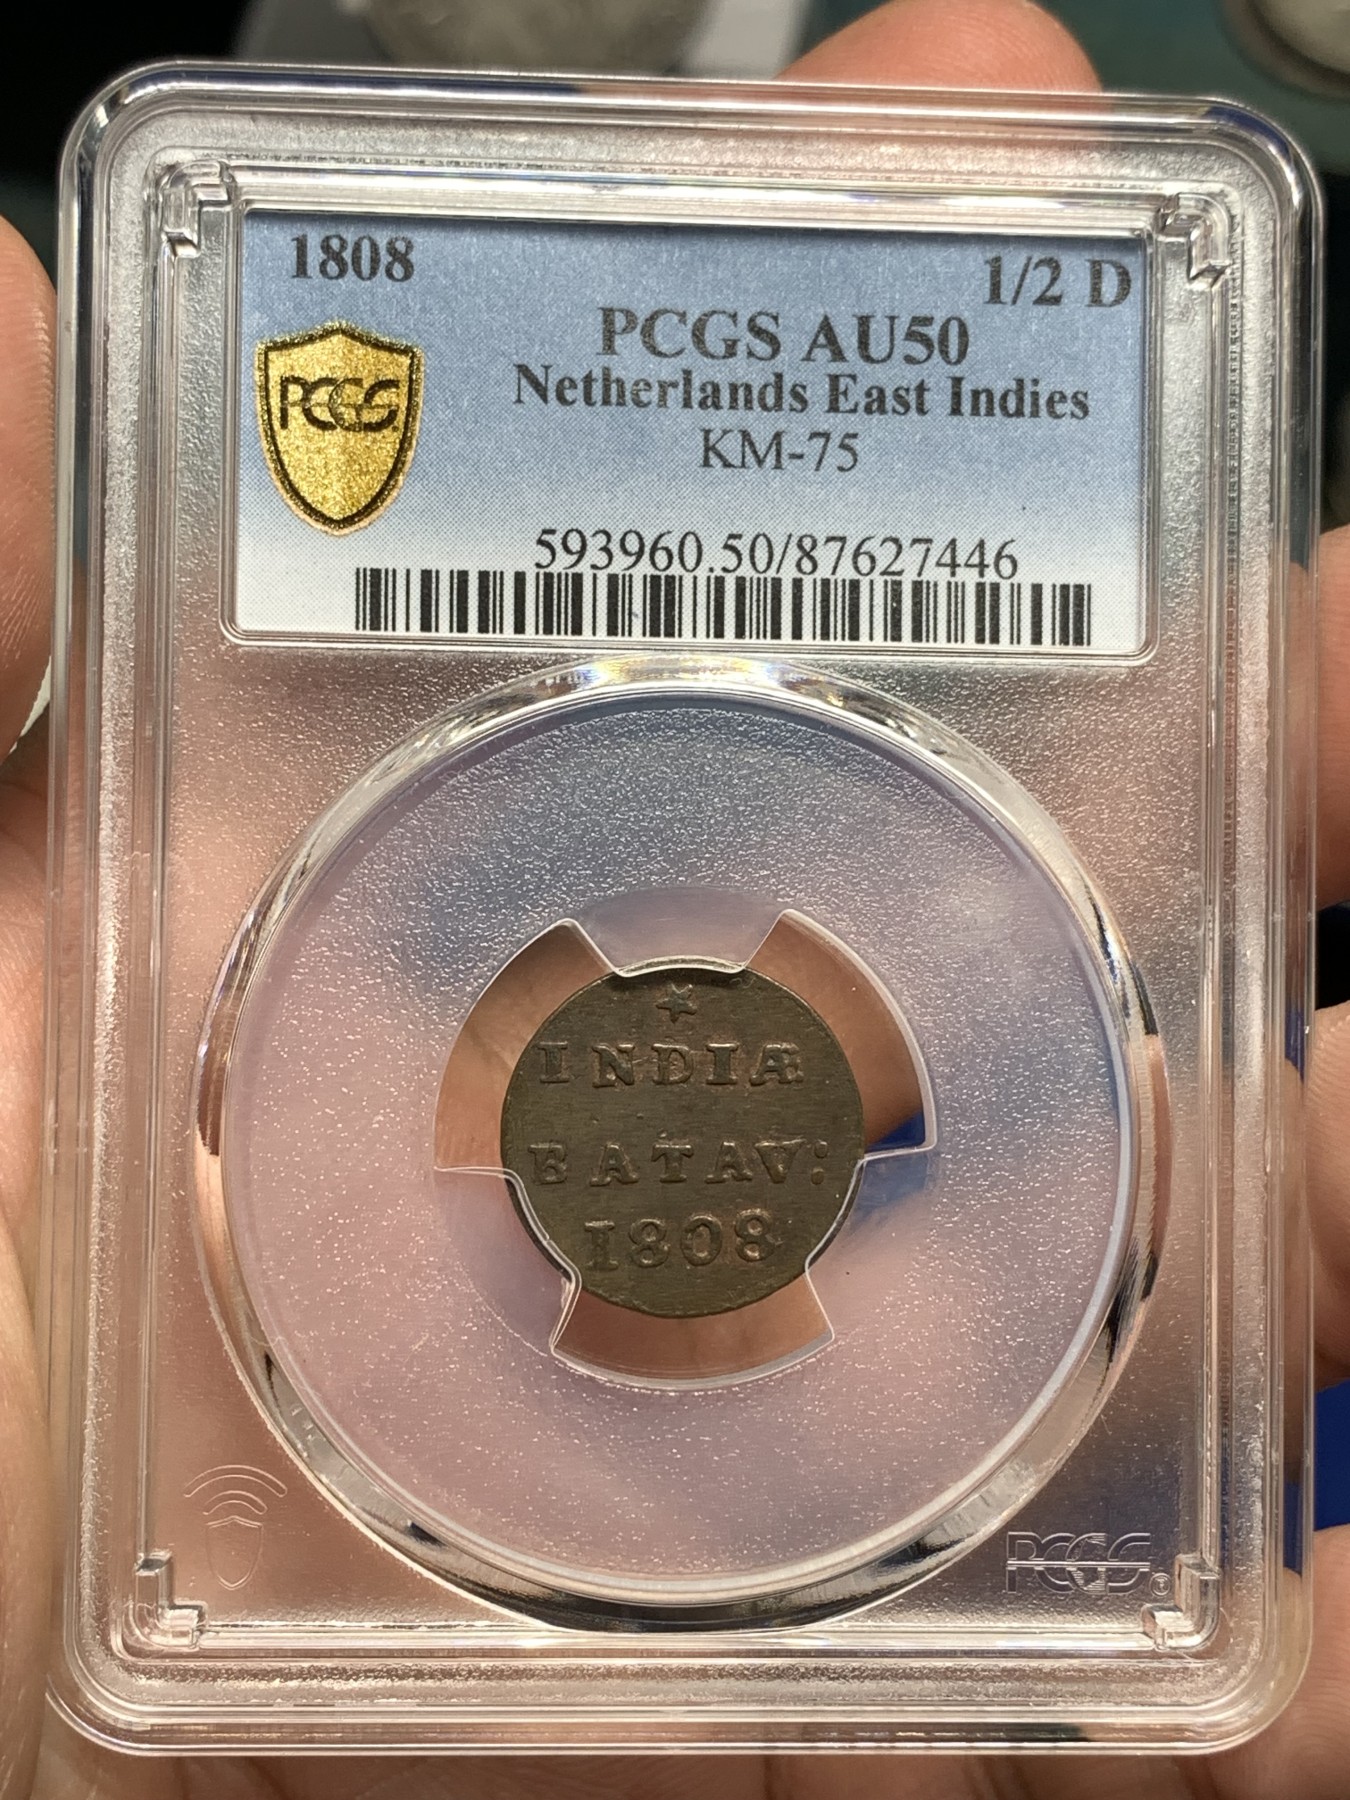 1808
1/2 D
PCGS AU50
Netherlands East Indies
KM-75
PCGS
593960.50/87627446
INDIÆ
BATAV:
1808
PCGS®